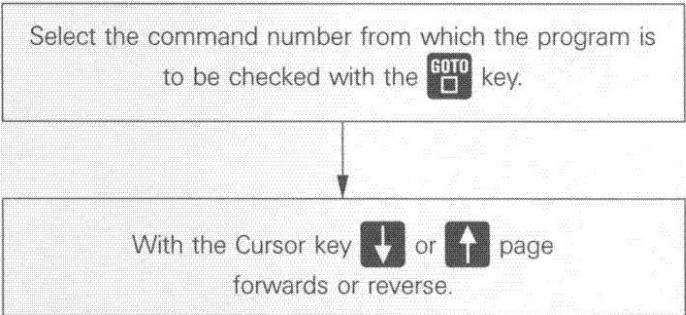 Select the command number from which the program is
to be checked with the GOTO □ key.
With the Cursor key ↓ or ↑ page
forwards or reverse.